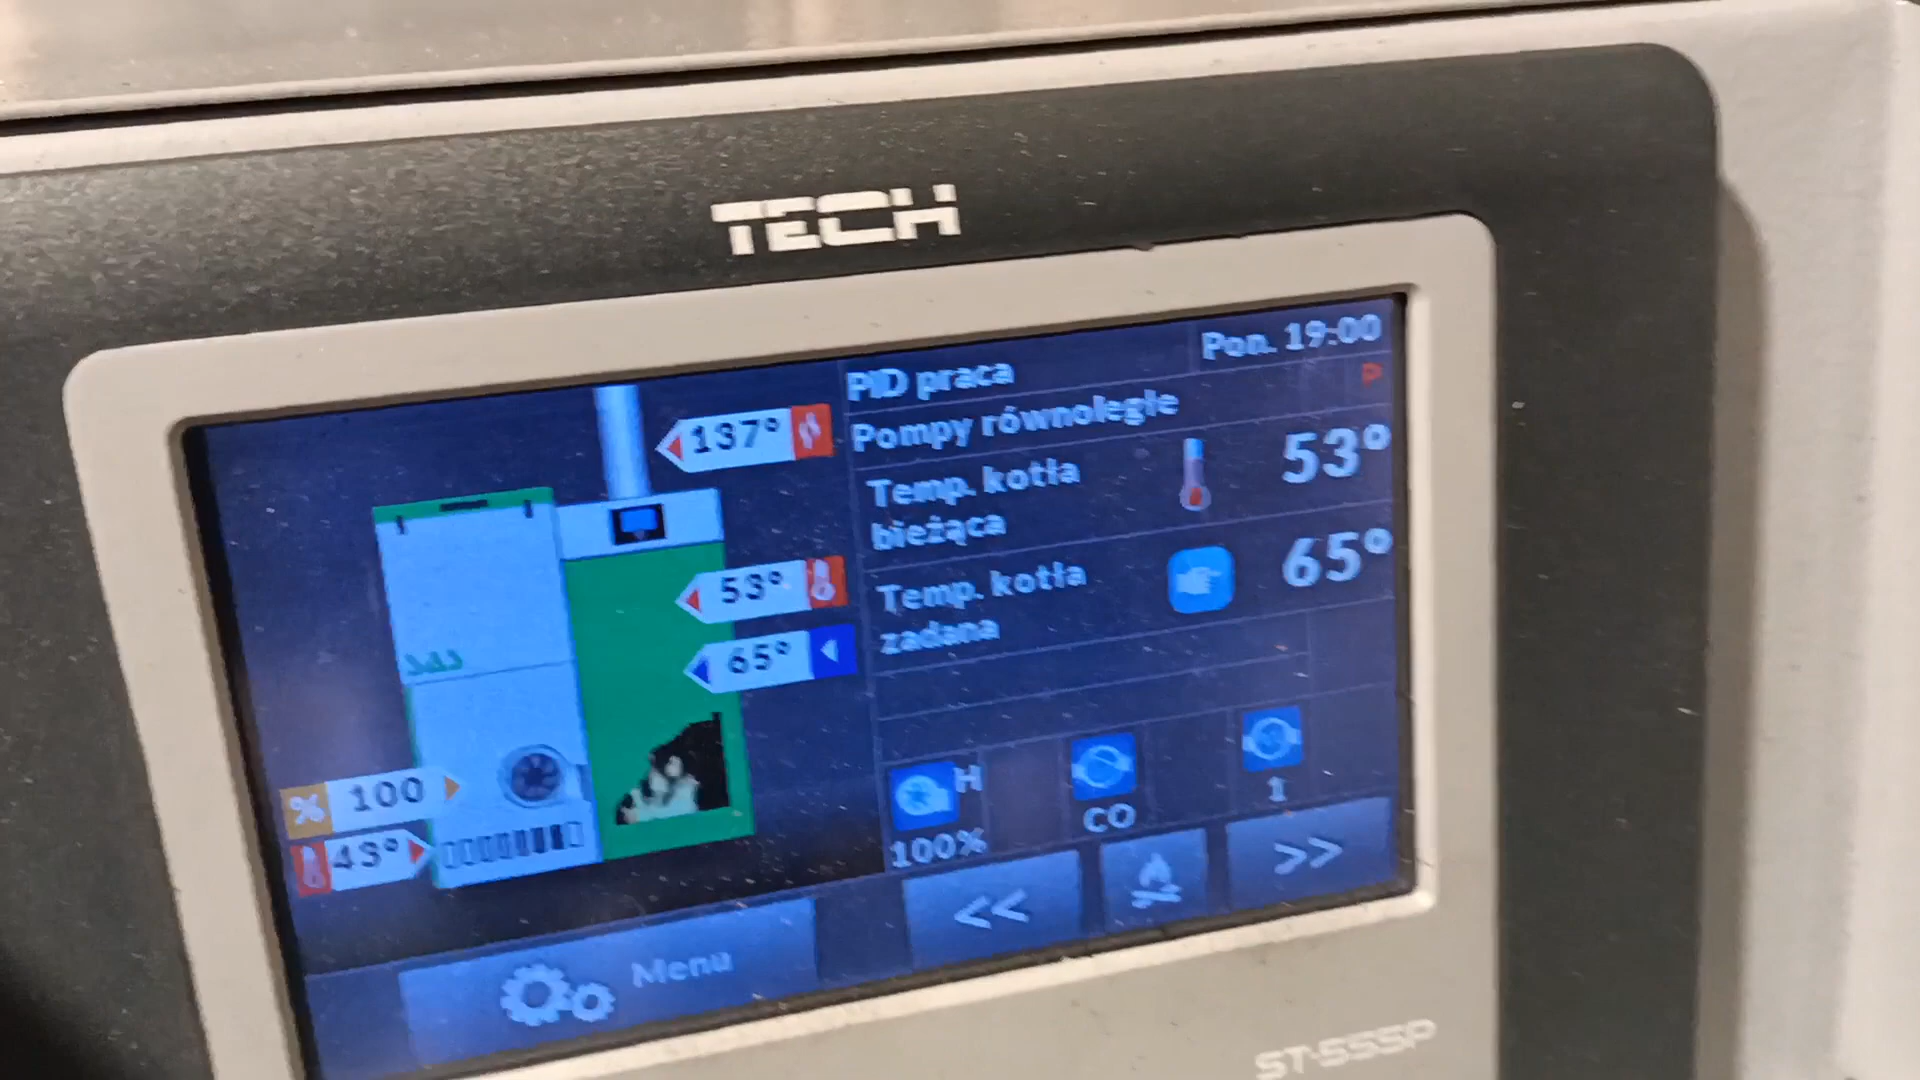 TECH
PID praca
Pon. 19:00
Pompy równoległe
Temp. kotła
bieżąca
53°
Temp. kotła
zadana
65°
137°
53°
65°
% 100
43°
H
100%
CO
1
Menu
<<
>>
ST-555P